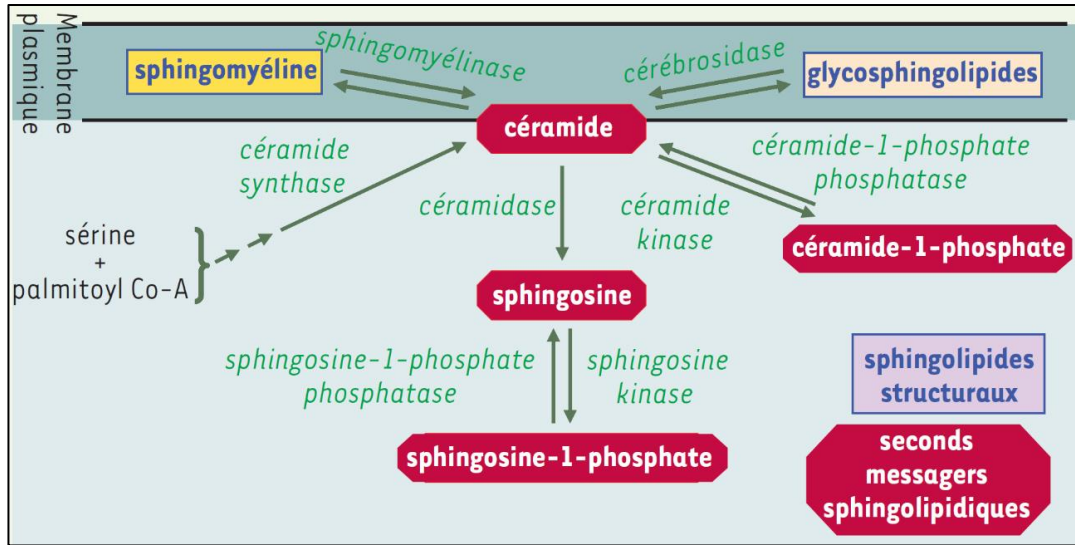 Membrane
plasmique
sphingomyéline
sphingomyélinase
cérébrosidase
glycosphingolipides
céramide
céramide
synthase
céramidase
céramide
kinase
céramide-1-phosphate
phosphatase
céramide-1-phosphate
sérine
+
palmitoyl Co-A
sphingosine
sphingosine-1-phosphate
phosphatase
sphingosine
kinase
sphingosine-1-phosphate
sphingolipides
structuraux
seconds
messagers
sphingolipidiques